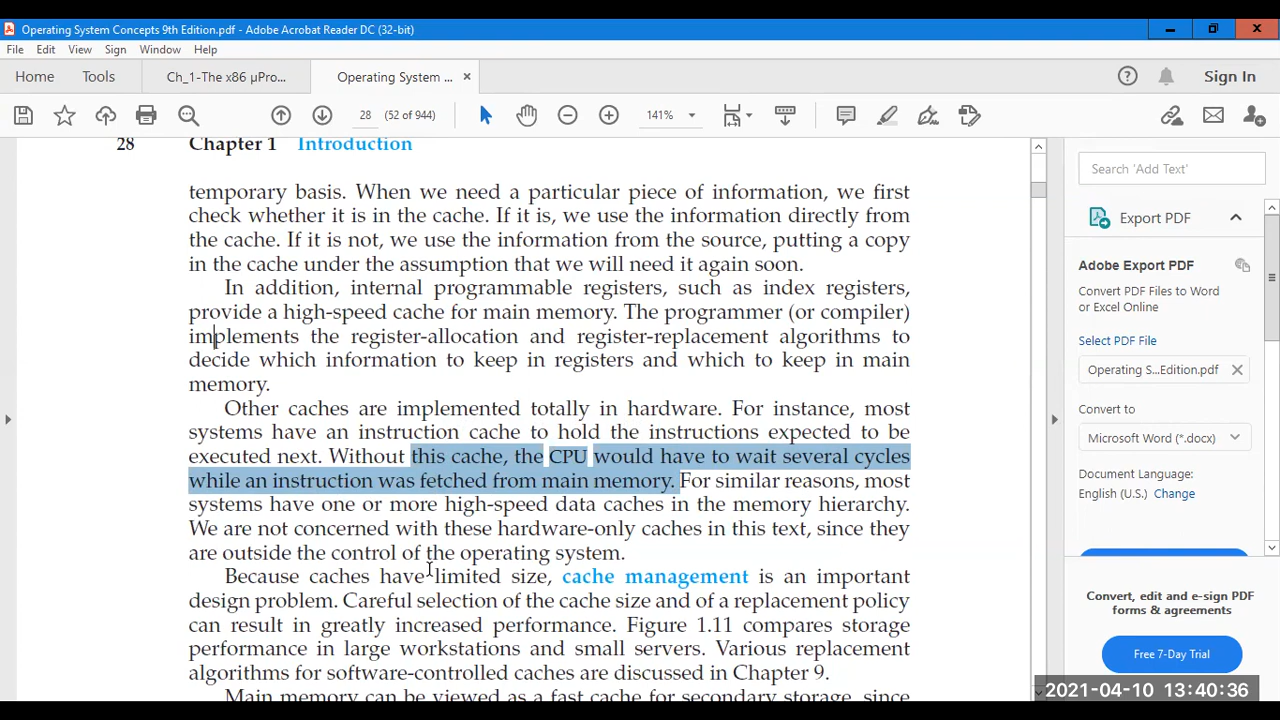 Operating System Concepts 9th Edition.pdf - Adobe Acrobat Reader DC (32-bit)
File Edit View Sign Window Help
Home Tools Ch_1-The x86 µPro... Operating System ... × Sign In
28 (52 of 944) 141%
28 Chapter 1 Introduction
temporary basis. When we need a particular piece of information, we first
check whether it is in the cache. If it is, we use the information directly from
the cache. If it is not, we use the information from the source, putting a copy
in the cache under the assumption that we will need it again soon.
In addition, internal programmable registers, such as index registers,
provide a high-speed cache for main memory. The programmer (or compiler)
implements the register-allocation and register-replacement algorithms to
decide which information to keep in registers and which to keep in main
memory.
Other caches are implemented totally in hardware. For instance, most
systems have an instruction cache to hold the instructions expected to be
executed next. Without this cache, the CPU would have to wait several cycles
while an instruction was fetched from main memory. For similar reasons, most
systems have one or more high-speed data caches in the memory hierarchy.
We are not concerned with these hardware-only caches in this text, since they
are outside the control of the operating system.
Because caches have limited size, cache management is an important
design problem. Careful selection of the cache size and of a replacement policy
can result in greatly increased performance. Figure 1.11 compares storage
performance in large workstations and small servers. Various replacement
algorithms for software-controlled caches are discussed in Chapter 9.
Main memory can be viewed as a fast cache for secondary storage, since
Search 'Add Text'
Export PDF
Adobe Export PDF
Convert PDF Files to Word
or Excel Online
Select PDF File
Operating S...Edition.pdf ×
Convert to
Microsoft Word (*.docx)
Document Language:
English (U.S.) Change
Convert, edit and e-sign PDF
forms & agreements
Free 7-Day Trial
2021-04-10 13:40:36